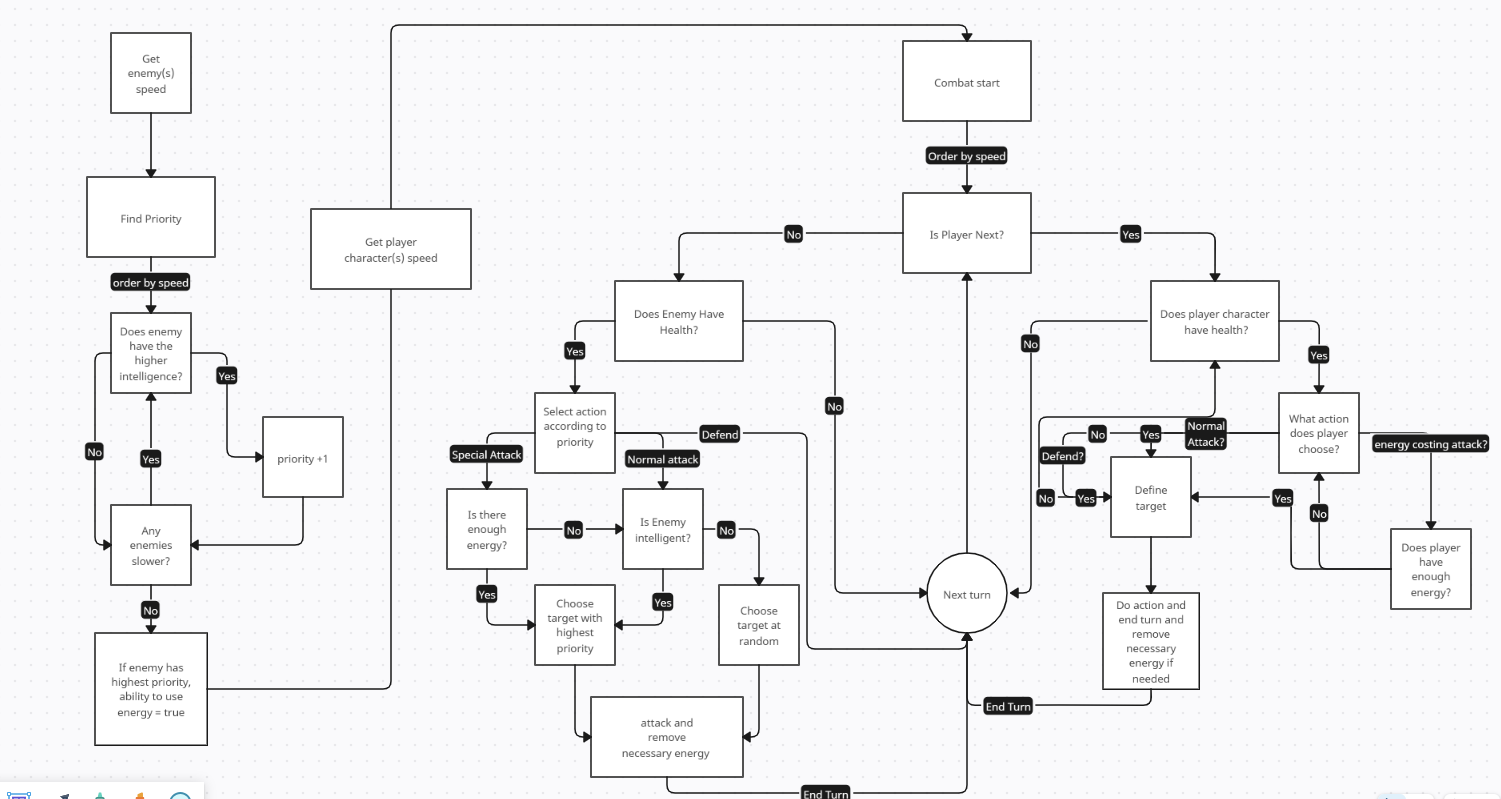 Get
enemy(s)
speed
Find Priority
order by speed
Does enemy
have the
higher
intelligence?
Yes
No
Yes
priority +1
Any
enemies
slower?
No
If enemy has
highest priority,
ability to use
energy = true
Get player
character(s) speed
Combat start
Order by speed
Is Player Next?
No
Yes
Does Enemy Have
Health?
Yes
No
Select action
according to
priority
Special Attack
Normal attack
Defend
Is there
enough
energy?
No
Is Enemy
intelligent?
No
Yes
Yes
Choose
target with
highest
priority
Choose
target at
random
attack and
remove
necessary energy
End Turn
Next turn
Does player character
have health?
No
Yes
What action
does player
choose?
Normal
Attack?
Yes
No
Defend?
No
Yes
energy costing attack?
Define
target
Yes
No
Does player
have
enough
energy?
Do action and
end turn and
remove
necessary
energy if
needed
End Turn